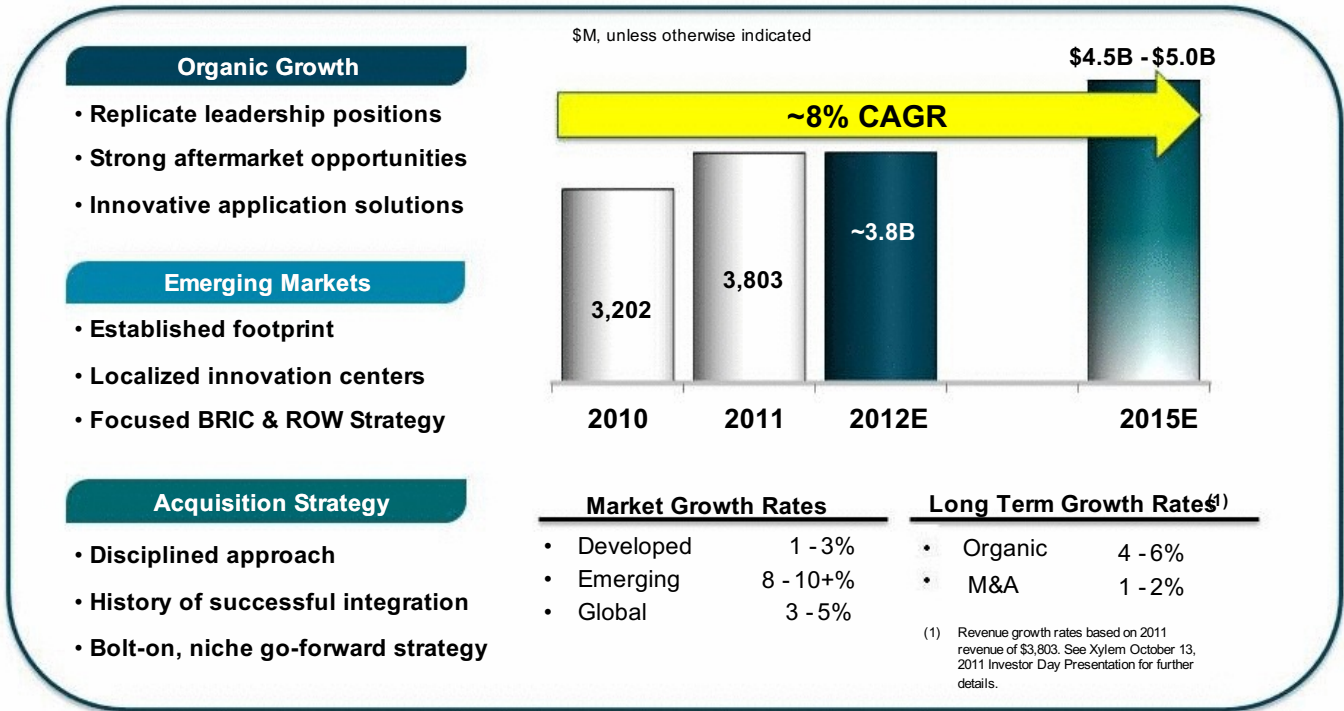 Organic Growth
• Replicate leadership positions
• Strong aftermarket opportunities
• Innovative application solutions
Emerging Markets
• Established footprint
• Localized innovation centers
• Focused BRIC & ROW Strategy
Acquisition Strategy
• Disciplined approach
• History of successful integration
• Bolt-on, niche go-forward strategy
$M, unless otherwise indicated
$4.5B - $5.0B
~8% CAGR
~3.8B
3,803
3,202
2010 2011 2012E 2015E
Market Growth Rates
• Developed 1 - 3%
• Emerging 8 - 10+%
• Global 3 - 5%
Long Term Growth Rates(1)
• Organic 4 - 6%
• M&A 1 - 2%
(1) Revenue growth rates based on 2011
revenue of $3,803. See Xylem October 13,
2011 Investor Day Presentation for further
details.